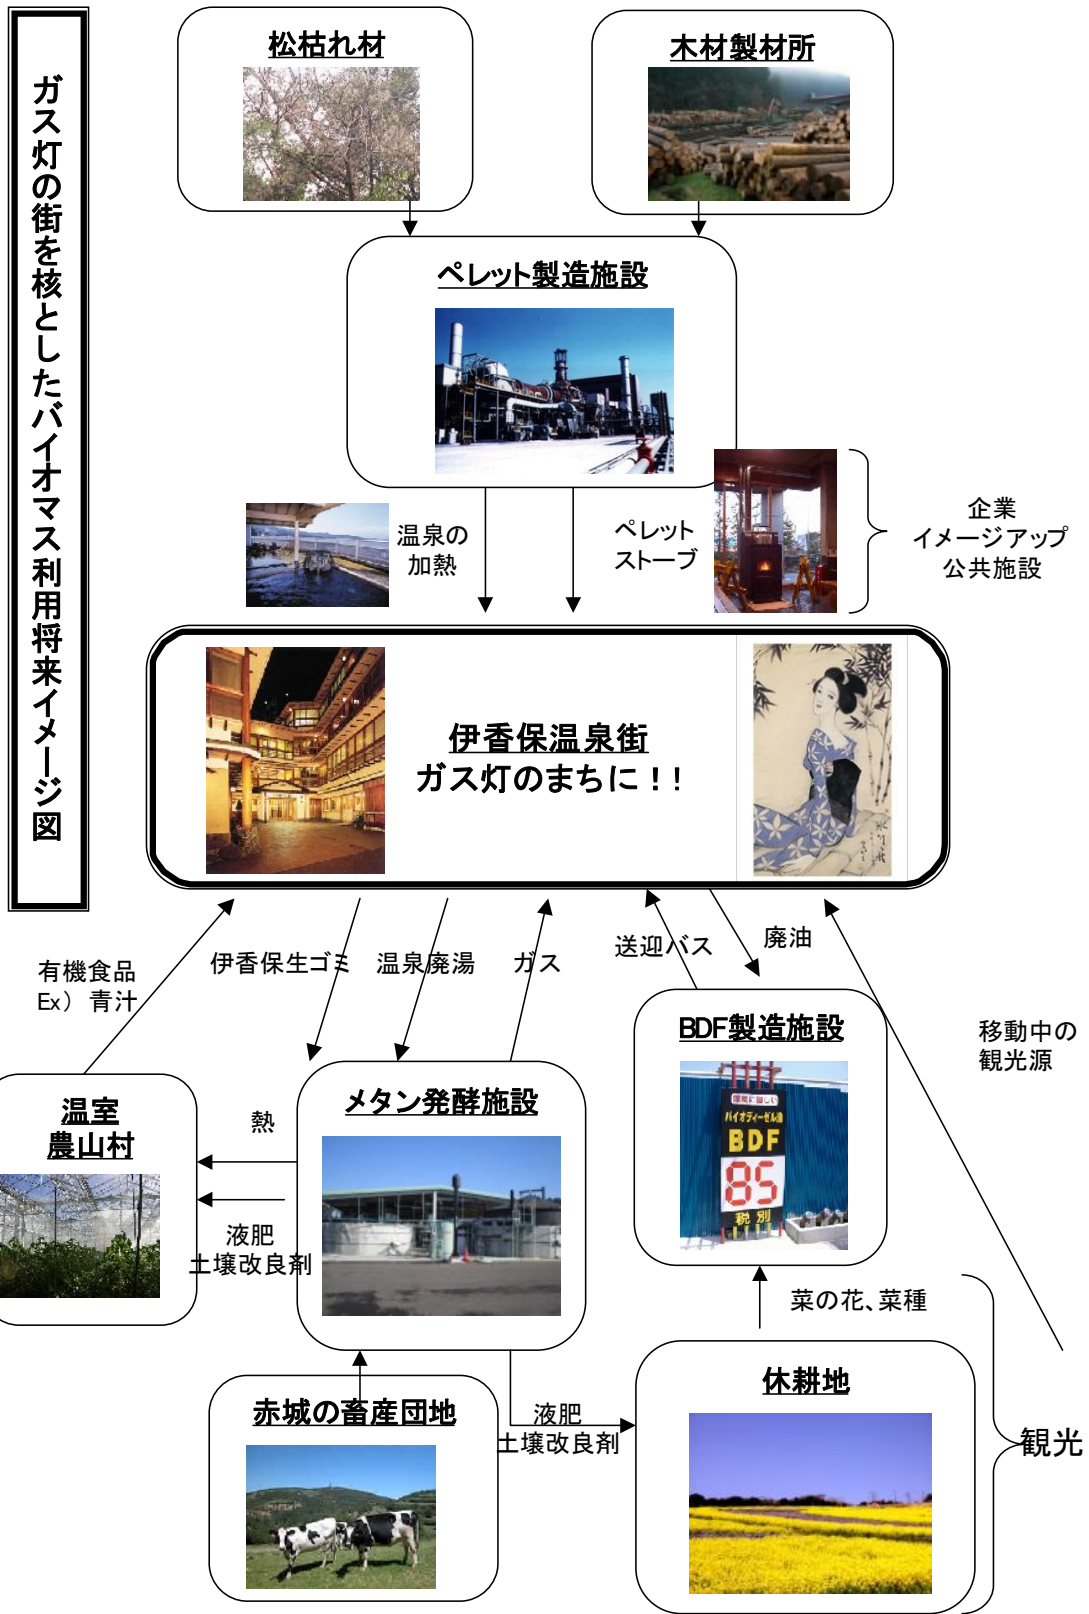 ガス灯の街を核としたバイオマス利用将来イメージ図
松枯れ材
木材製材所
ペレット製造施設
温泉の
加熱
ペレット
ストーブ
企業
イメージアップ
公共施設
伊香保温泉街
ガス灯のまちに！！
有機食品
Ex） 青汁
伊香保生ゴミ
温泉廃湯
ガス
送迎バス
廃油
移動中の
観光源
温室
農山村
熱
液肥
土壌改良剤
メタン発酵施設
BDF製造施設
バイオディーゼル油
BDF
85
税別
菜の花、菜種
赤城の畜産団地
液肥
土壌改良剤
休耕地
観光